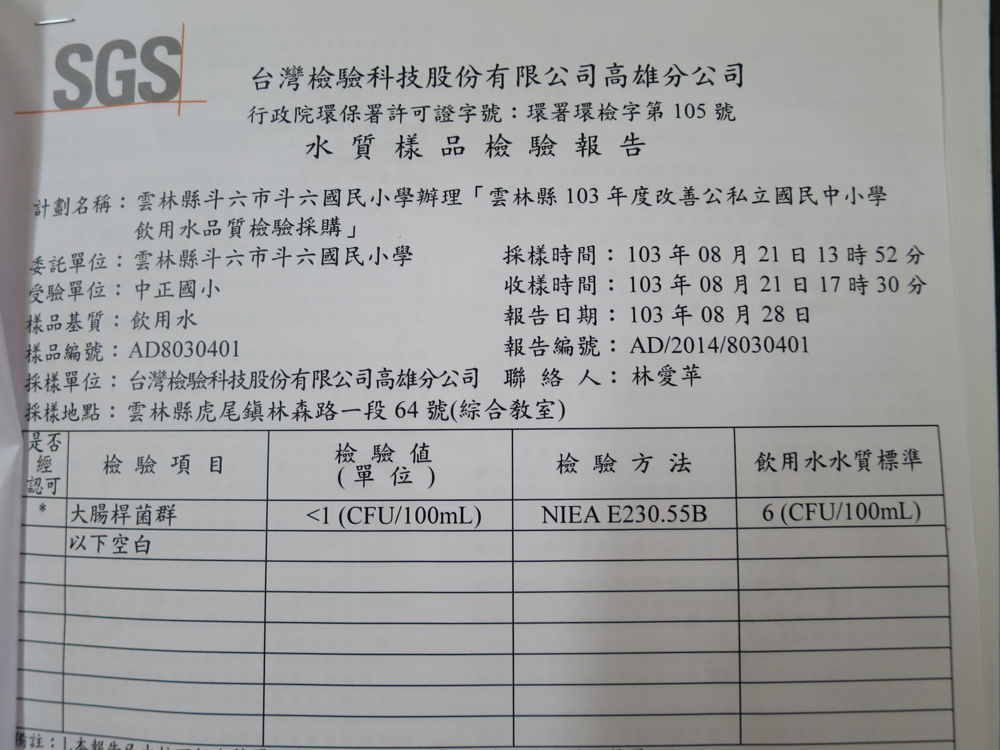 SGS
台灣檢驗科技股份有限公司高雄分公司
行政院環保署許可證字號：環署環檢字第 105 號
水質樣品檢驗報告
計劃名稱：雲林縣斗六市斗六國民小學辦理「雲林縣 103 年度改善公私立國民中小學
飲用水品質檢驗採購」
委託單位：雲林縣斗六市斗六國民小學 採樣時間：103 年 08 月 21 日 13 時 52 分
受驗單位：中正國小 收樣時間：103 年 08 月 21 日 17 時 30 分
樣品基質：飲用水 報告日期：103 年 08 月 28 日
樣品編號：AD8030401 報告編號：AD/2014/8030401
採樣單位：台灣檢驗科技股份有限公司高雄分公司 聯絡人：林愛苹
採樣地點：雲林縣虎尾鎮林森路一段 64 號(綜合教室)
是否經認可 檢驗項目 檢驗值(單位) 檢驗方法 飲用水水質標準
* 大腸桿菌群 <1 (CFU/100mL) NIEA E230.55B 6 (CFU/100mL)
以下空白
備註：1.本報告